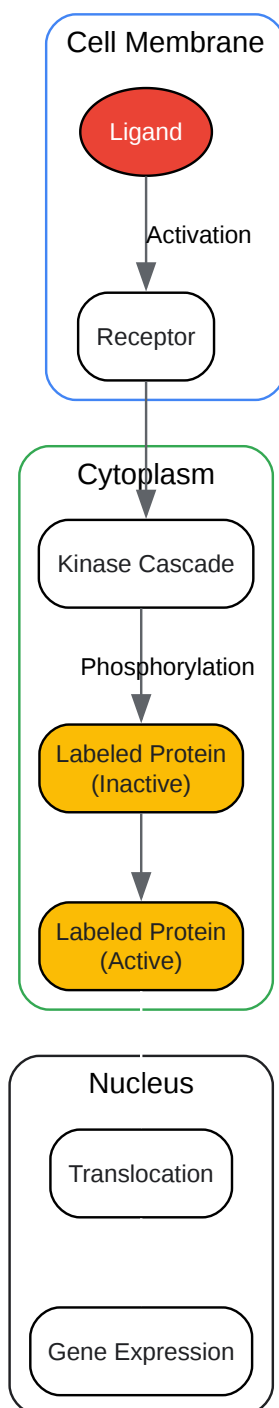 Cell Membrane
Ligand
Activation
Receptor
Cytoplasm
Kinase Cascade
Phosphorylation
Labeled Protein
(Inactive)
Labeled Protein
(Active)
Nucleus
Translocation
Gene Expression